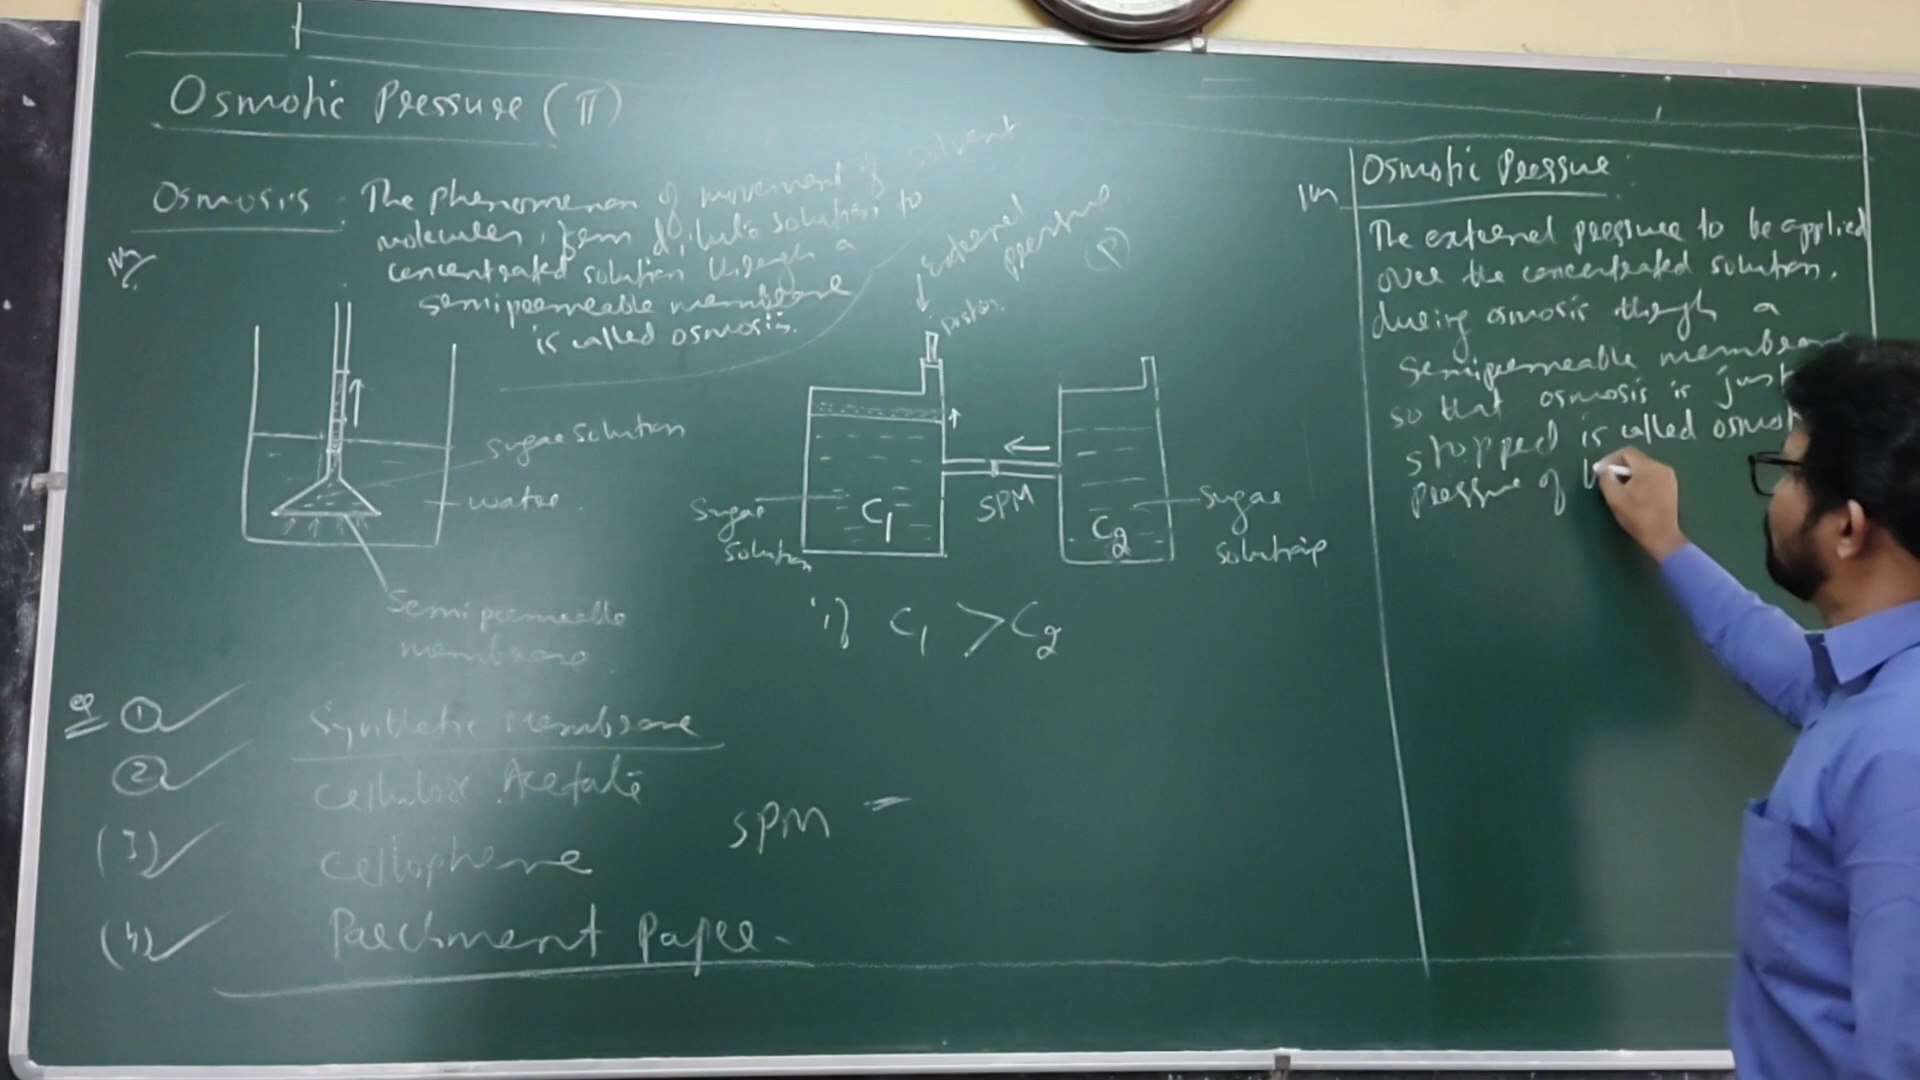 Osmotic Pressure (π)
Osmosis : The phenomenon of movement of solvent
molecules, from dilute solution to
concentrated solution through a
semipermeable membrane
is called osmosis.
1M
External
pressure
(P)
piston.
sugar solution
water.
Semipermeable
membrane.
Sugar
solution
C1
SPM
C2
Sugar
if C1 > C2
eg ①
Synthetic membrane
②
Cellulose Acetate
(3)
Cellophene
(4)
Parchment Paper.
SPM -
1M
Osmotic Pressure :
The external pressure to be applied
over the concentrated solution.
during osmosis through a
semipermeable
so that osmosis is just
stopped is called
pressure of